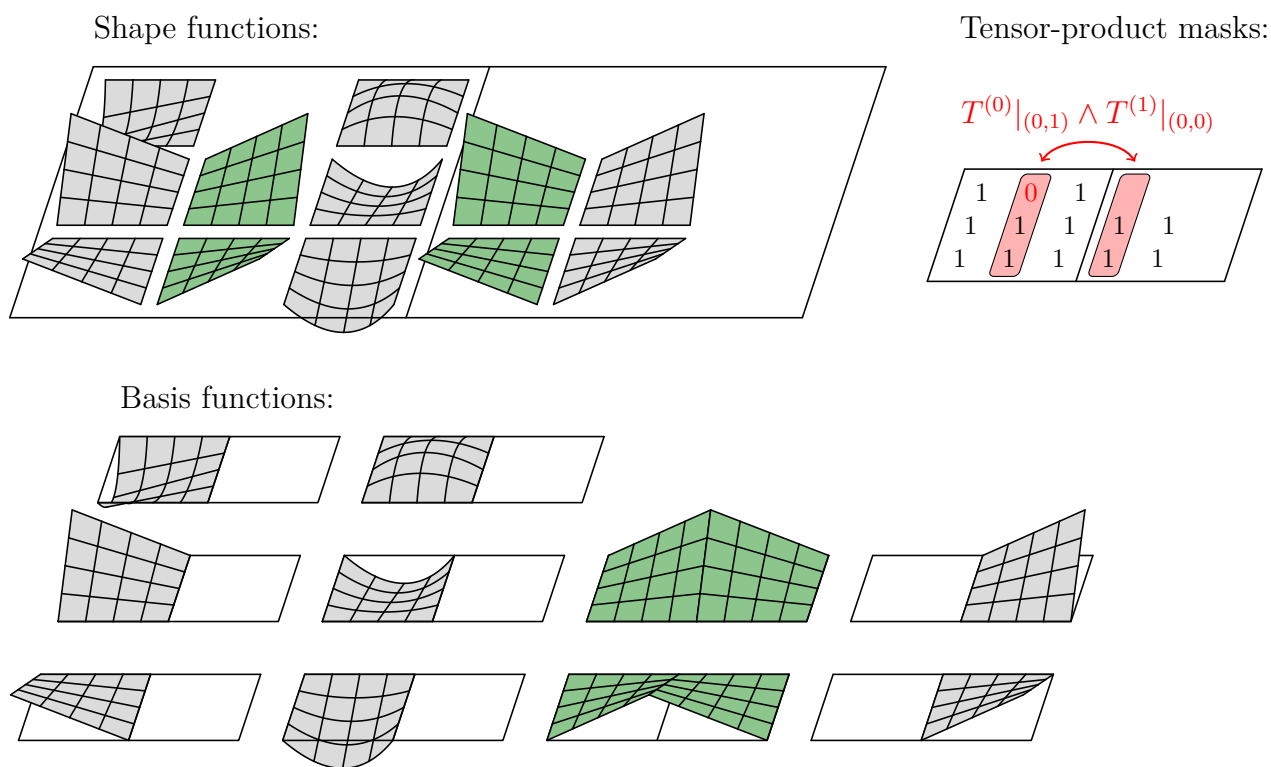 Shape functions:
Tensor-product masks:
T^{(0)}|_{(0,1)} ∧ T^{(1)}|_{(0,0)}
1 0 1
1 1 1 1 1
1 1 1 1 1
Basis functions: